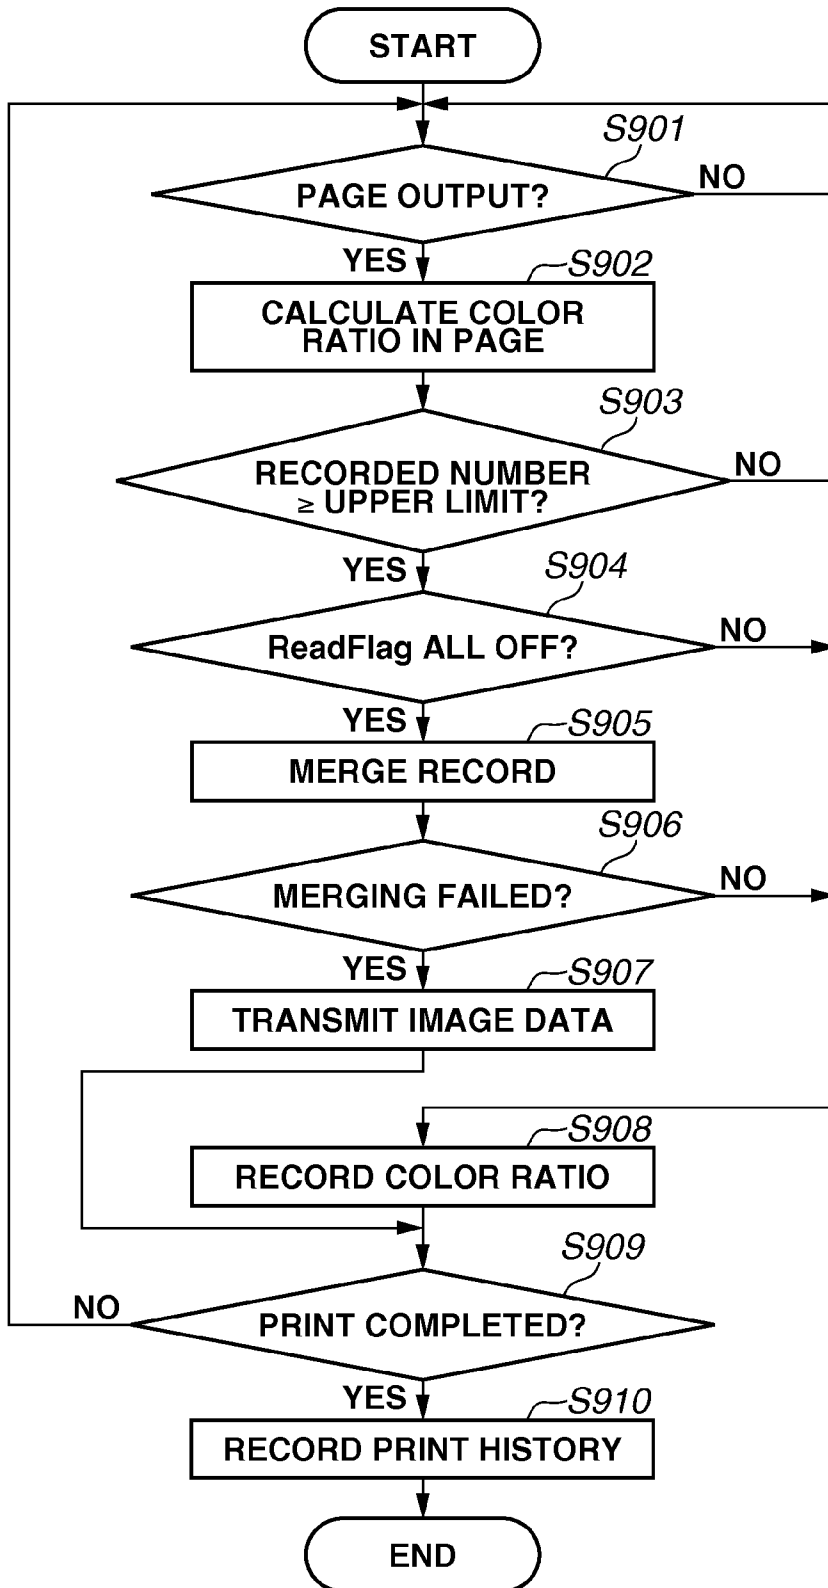 START
S901
PAGE OUTPUT?
NO
YES
S902
CALCULATE COLOR
RATIO IN PAGE
S903
RECORDED NUMBER
≥ UPPER LIMIT?
NO
YES
S904
ReadFlag ALL OFF?
NO
YES
S905
MERGE RECORD
S906
MERGING FAILED?
NO
YES
S907
TRANSMIT IMAGE DATA
S908
RECORD COLOR RATIO
S909
NO
PRINT COMPLETED?
YES
S910
RECORD PRINT HISTORY
END